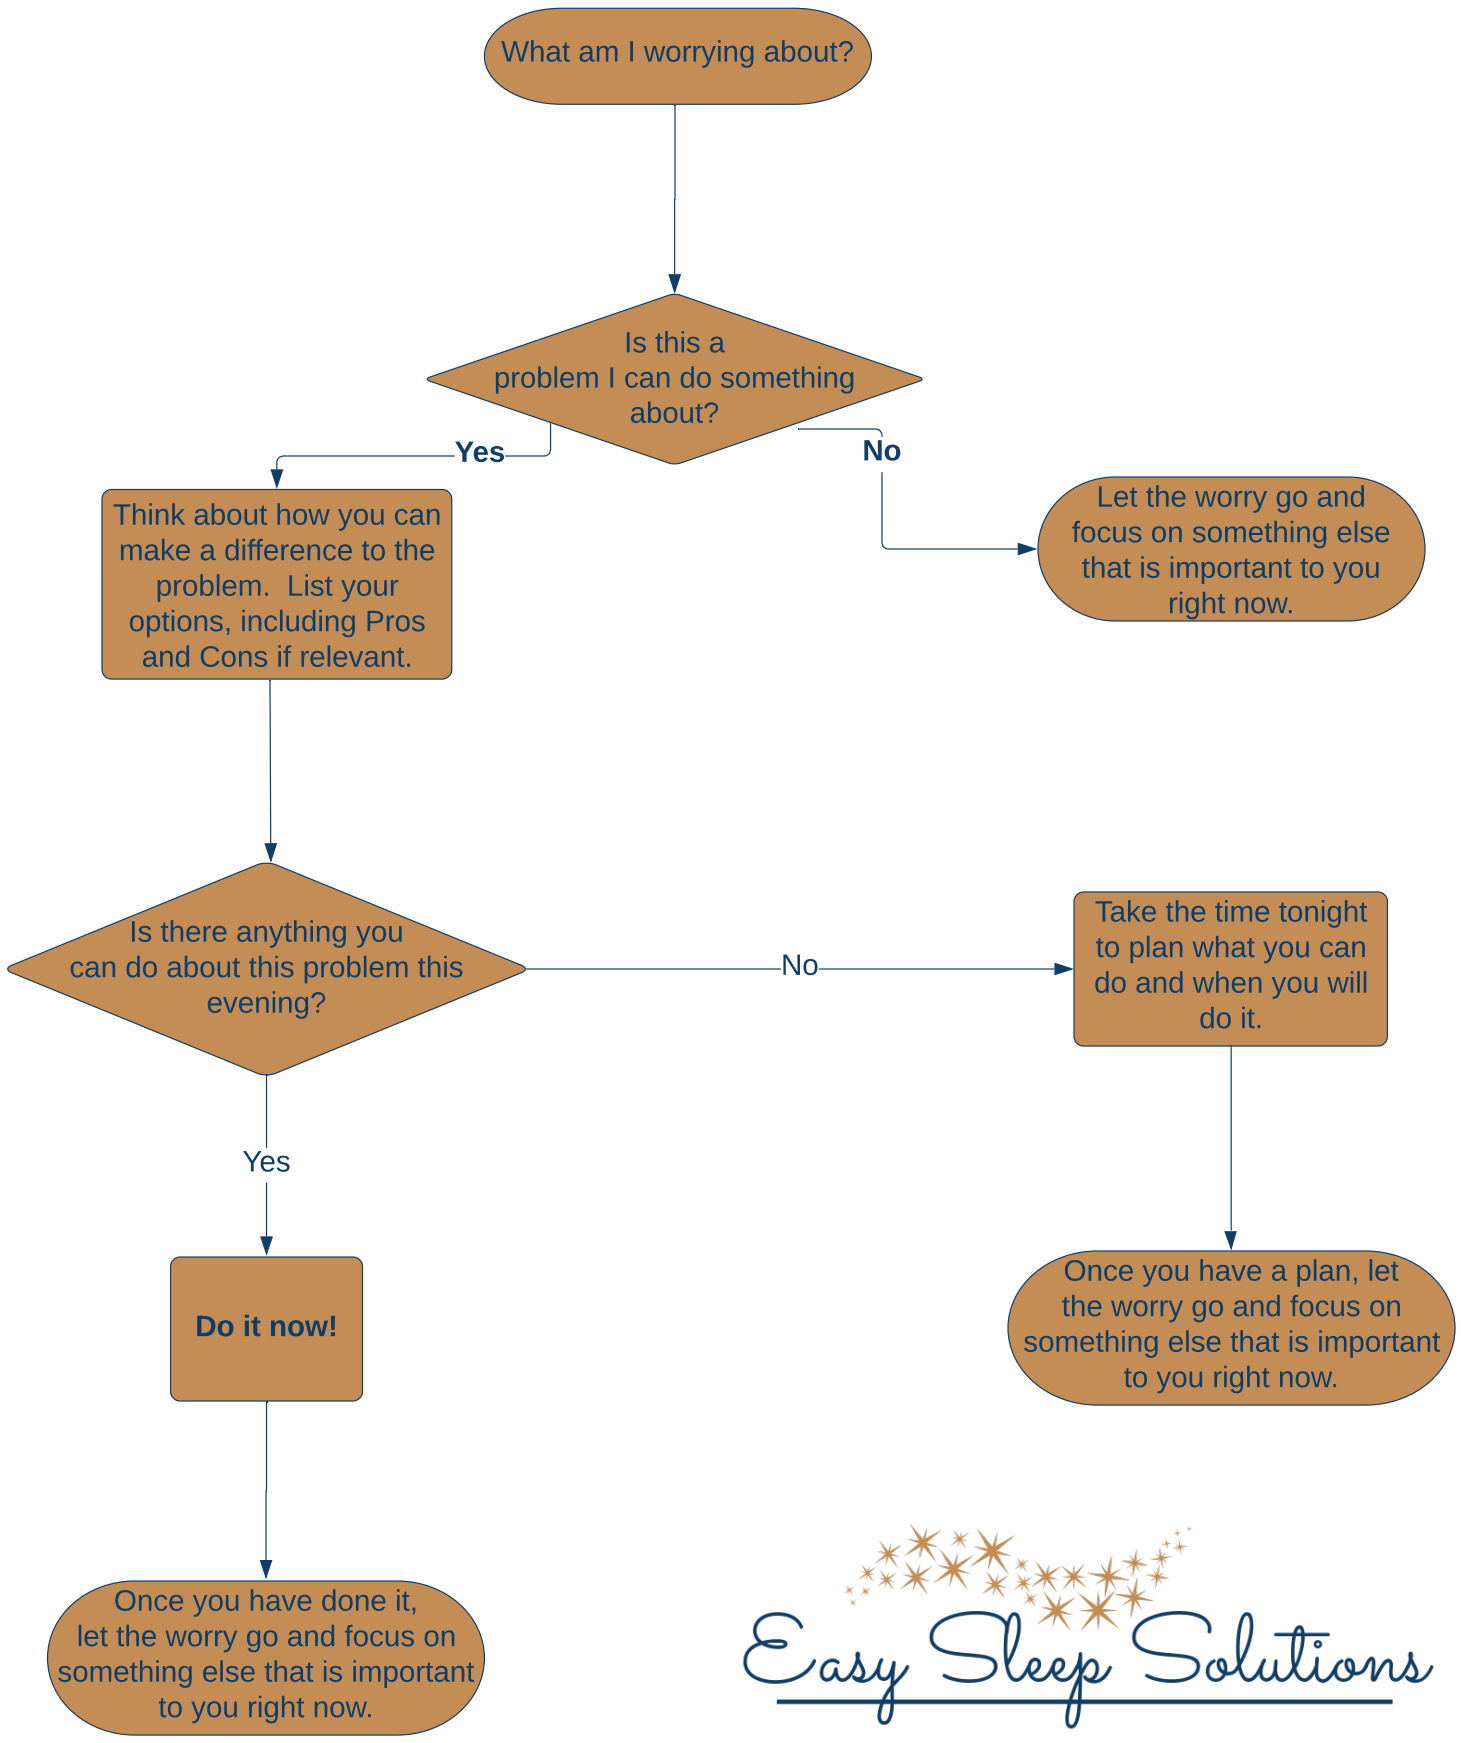 What am I worrying about?
Is this a
problem I can do something
about?
Yes
No
Think about how you can
make a difference to the
problem.  List your
options, including Pros
and Cons if relevant.
Let the worry go and
focus on something else
that is important to you
right now.
Is there anything you
can do about this problem this
evening?
No
Take the time tonight
to plan what you can
do and when you will
do it.
Yes
Do it now!
Once you have a plan, let
the worry go and focus on
something else that is important
to you right now.
Once you have done it,
let the worry go and focus on
something else that is important
to you right now.
Easy Sleep Solutions